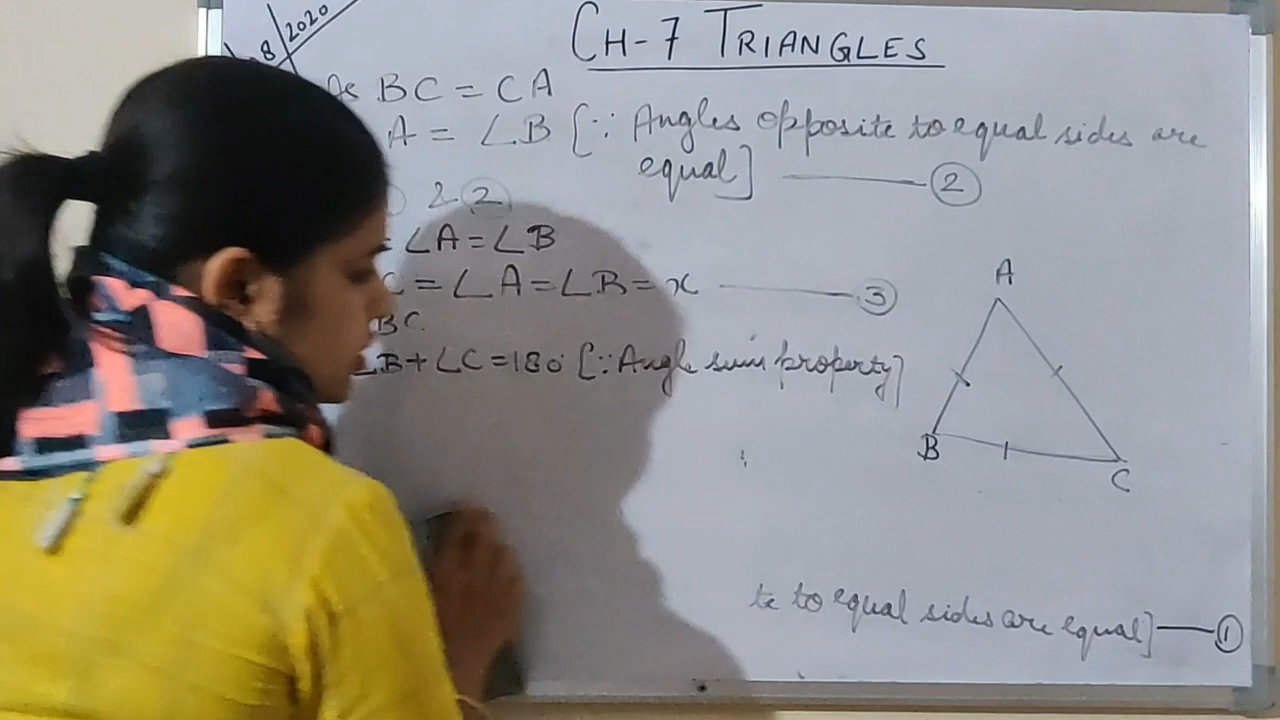 8/2020
CH-7 TRIANGLES
As BC = CA
A = ∠B [∵ Angles opposite to equal sides are
equal] ② 
& ②
= ∠A = ∠B
C = ∠A = ∠B = x ③
BC
∠B + ∠C = 180° [∵ Angle sum property]
A
B
C
te to equal sides are equal] ①